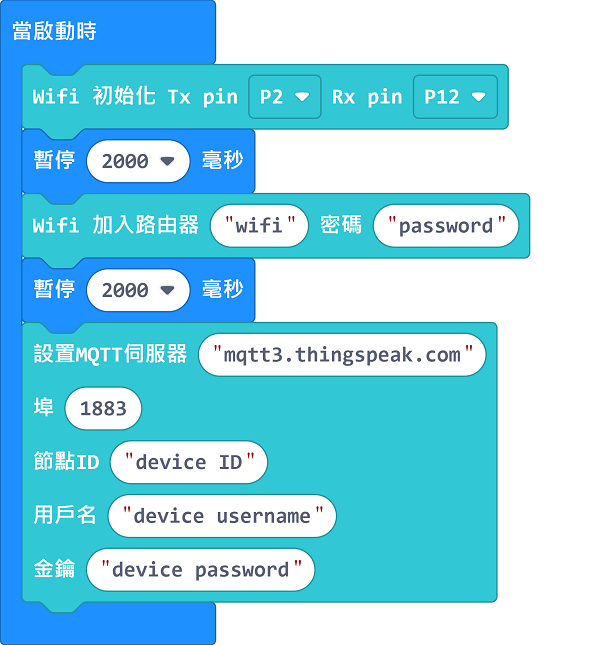 當啟動時
Wifi 初始化 Tx pin P2 Rx pin P12
暫停 2000 毫秒
Wifi 加入路由器 "wifi" 密碼 "password"
暫停 2000 毫秒
設置MQTT伺服器 "mqtt3.thingspeak.com"
埠 1883
節點ID "device ID"
用戶名 "device username"
金鑰 "device password"